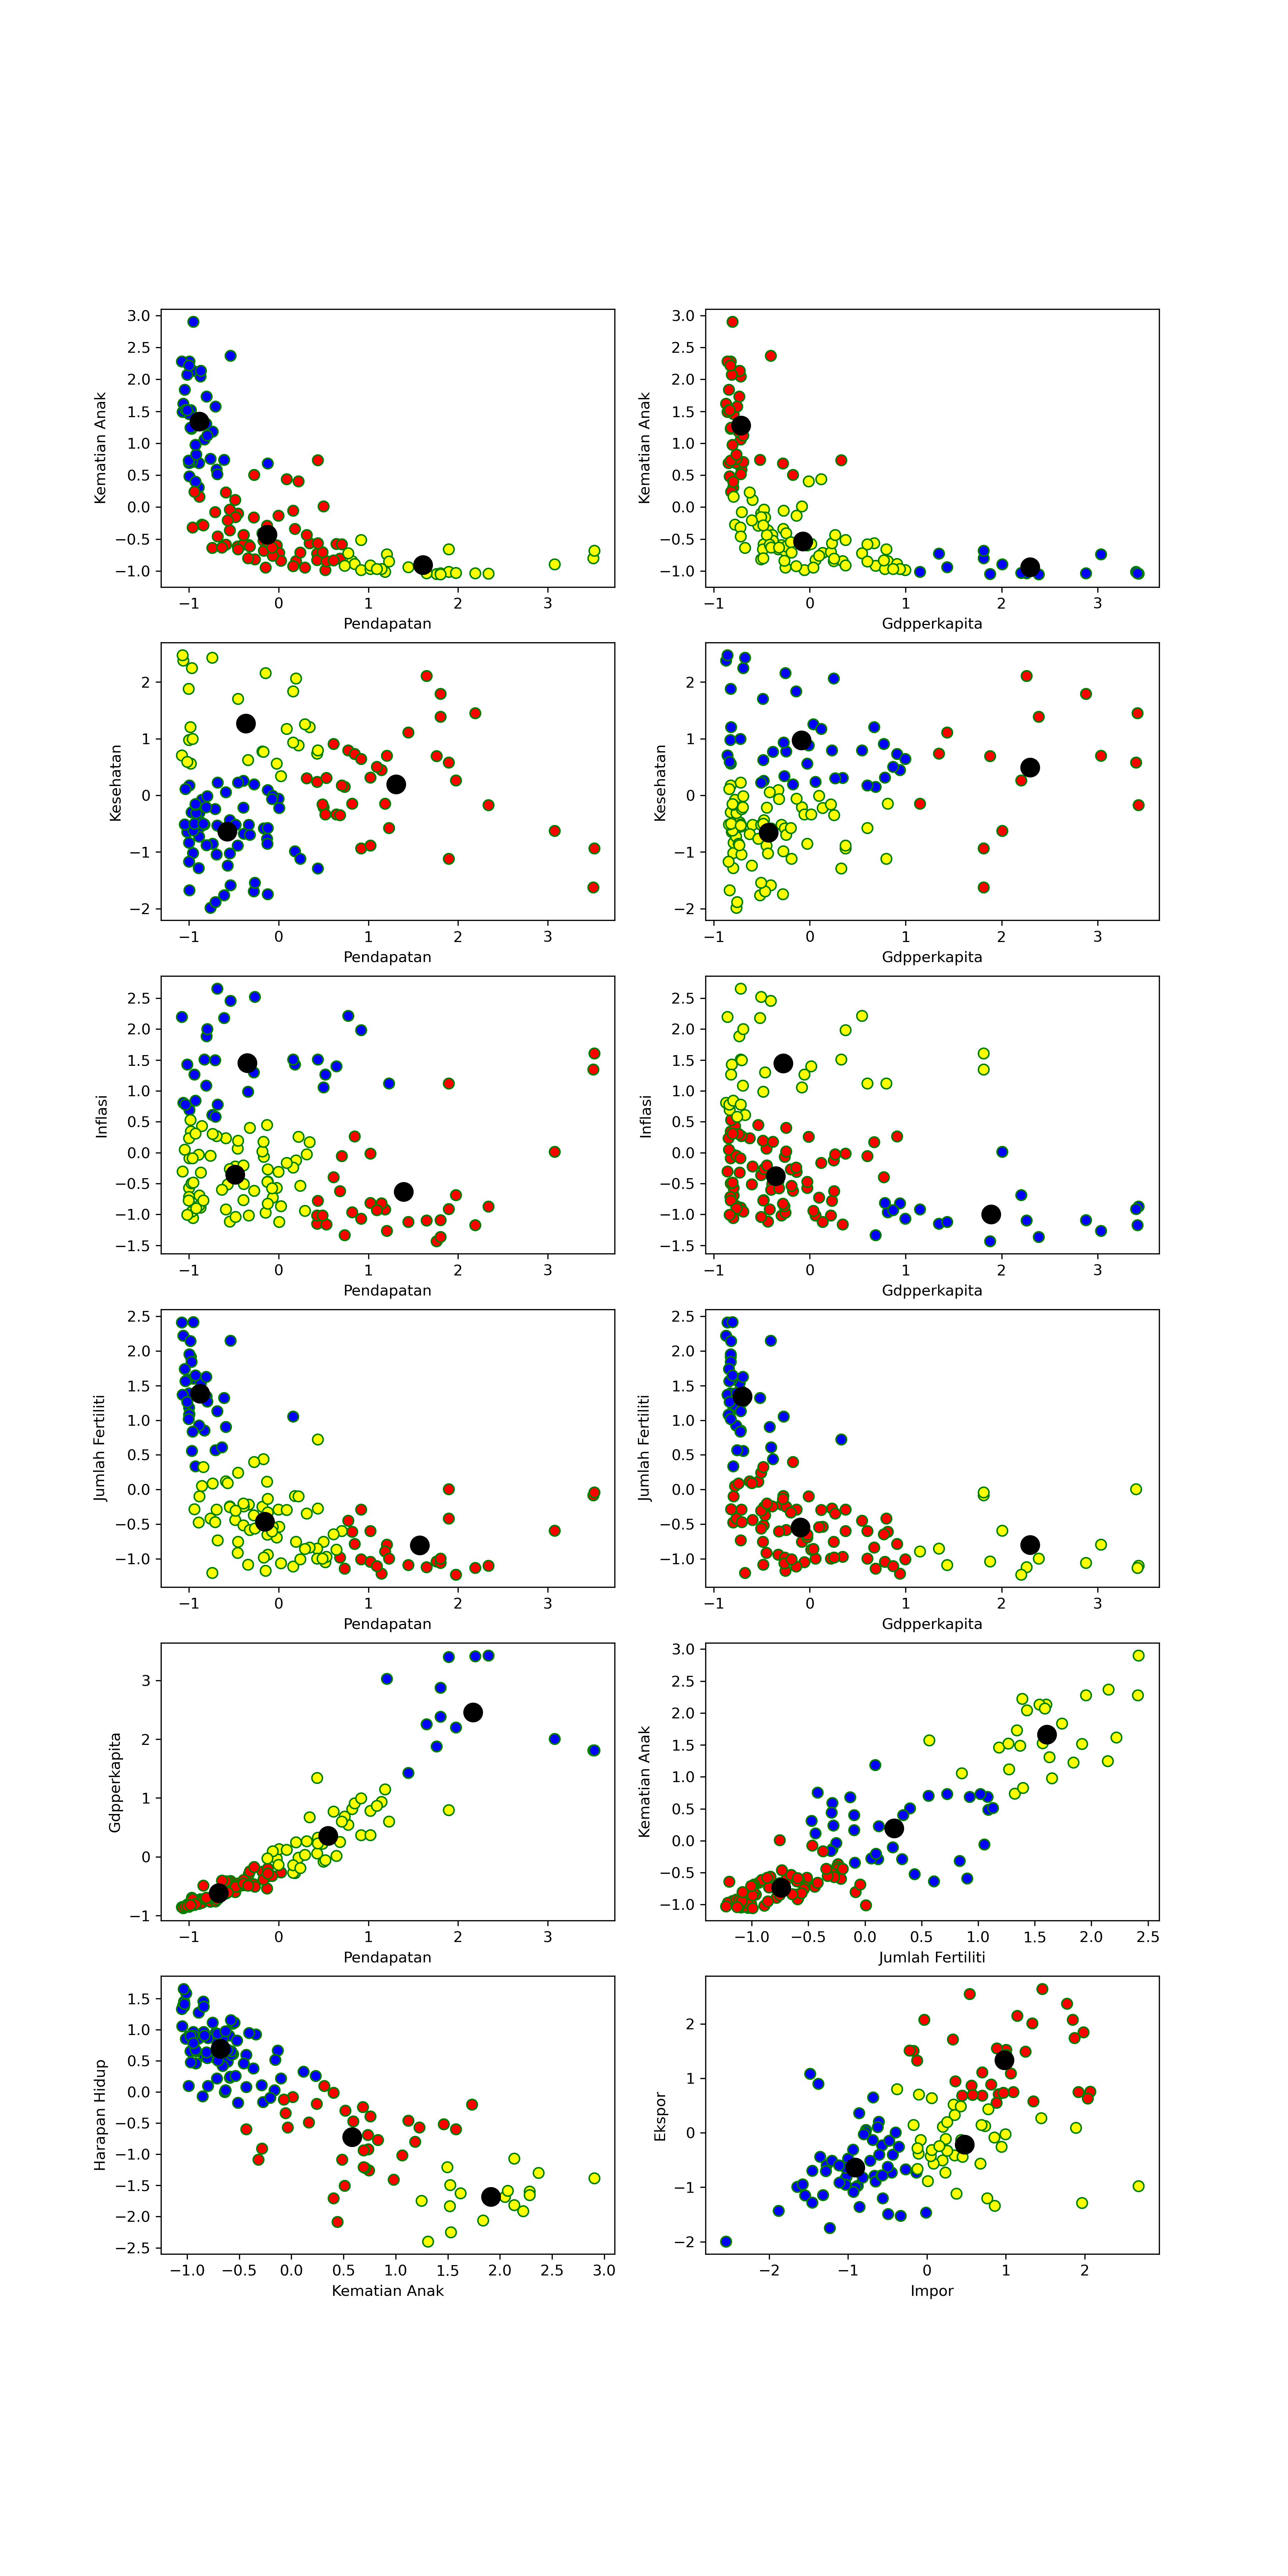 3.0 3.0
2.5 2.5
2.0 2.0
1.5 1.5
Kematian Anak Kematian Anak
1.0 1.0
0.5 0.5
0.0 0.0
−0.5 −0.5
−1.0 −1.0
−1 0 1 2 3 −1 0 1 2 3
Pendapatan Gdpperkapita
2 2
1 1
Kesehatan Kesehatan
0 0
−1 −1
−2 −2
−1 0 1 2 3 −1 0 1 2 3
Pendapatan Gdpperkapita
2.5 2.5
2.0 2.0
1.5 1.5
1.0 1.0
Inflasi Inflasi
0.5 0.5
0.0 0.0
−0.5 −0.5
−1.0 −1.0
−1.5 −1.5
−1 0 1 2 3 −1 0 1 2 3
Pendapatan Gdpperkapita
2.5 2.5
2.0 2.0
1.5 1.5
1.0 1.0
Jumlah Fertiliti Jumlah Fertiliti
0.5 0.5
0.0 0.0
−0.5 −0.5
−1.0 −1.0
−1 0 1 2 3 −1 0 1 2 3
Pendapatan Gdpperkapita
3.0
3 2.5
2.0
2 1.5
Gdpperkapita Kematian Anak
1.0
1 0.5
0.0
0 −0.5
−1 −1.0
−1 0 1 2 3 −1.0 −0.5 0.0 0.5 1.0 1.5 2.0 2.5
Pendapatan Jumlah Fertiliti
1.5
1.0 2
0.5 1
0.0
Harapan Hidup Ekspor
−0.5 0
−1.0
−1.5 −1
−2.0
−2.5 −2
−1.0 −0.5 0.0 0.5 1.0 1.5 2.0 2.5 3.0 −2 −1 0 1 2
Kematian Anak Impor